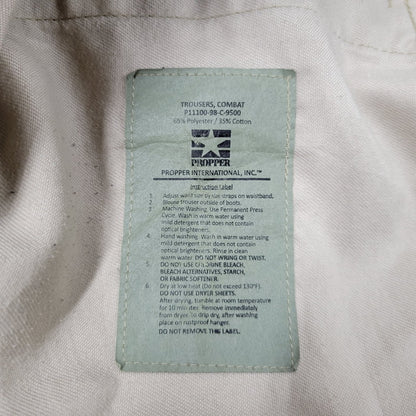 TROUSERS, COMBAT
P11100-98-C-9500
65% Polyester / 35% Cotton
PROPPER
PROPPER INTERNATIONAL, INC.™
Instruction Label
1. Adjust waist size by use straps on waistband.
2. Blouse trouser outside of boots.
3. Machine Washing. Use Permanent Press
Cycle. Wash in warm water using
mild detergent that does not contain
optical brighteners.
4. Hand washing. Wash in warm water using
mild detergent that does not contain
optical brighteners. Rinse in clean
warm water. DO NOT WRING OR TWIST.
5. DO NOT USE CHLORINE BLEACH,
BLEACH ALTERNATIVES, STARCH,
OR FABRIC SOFTENER.
6. Dry at low heat (Do not exceed 130°F).
DO NOT USE DRYER SHEETS.
After drying, tumble at room temperature
for 10 minutes. Remove immediately
from dryer. To drip dry, after washing
place on rustproof hanger.
DO NOT REMOVE THIS LABEL.